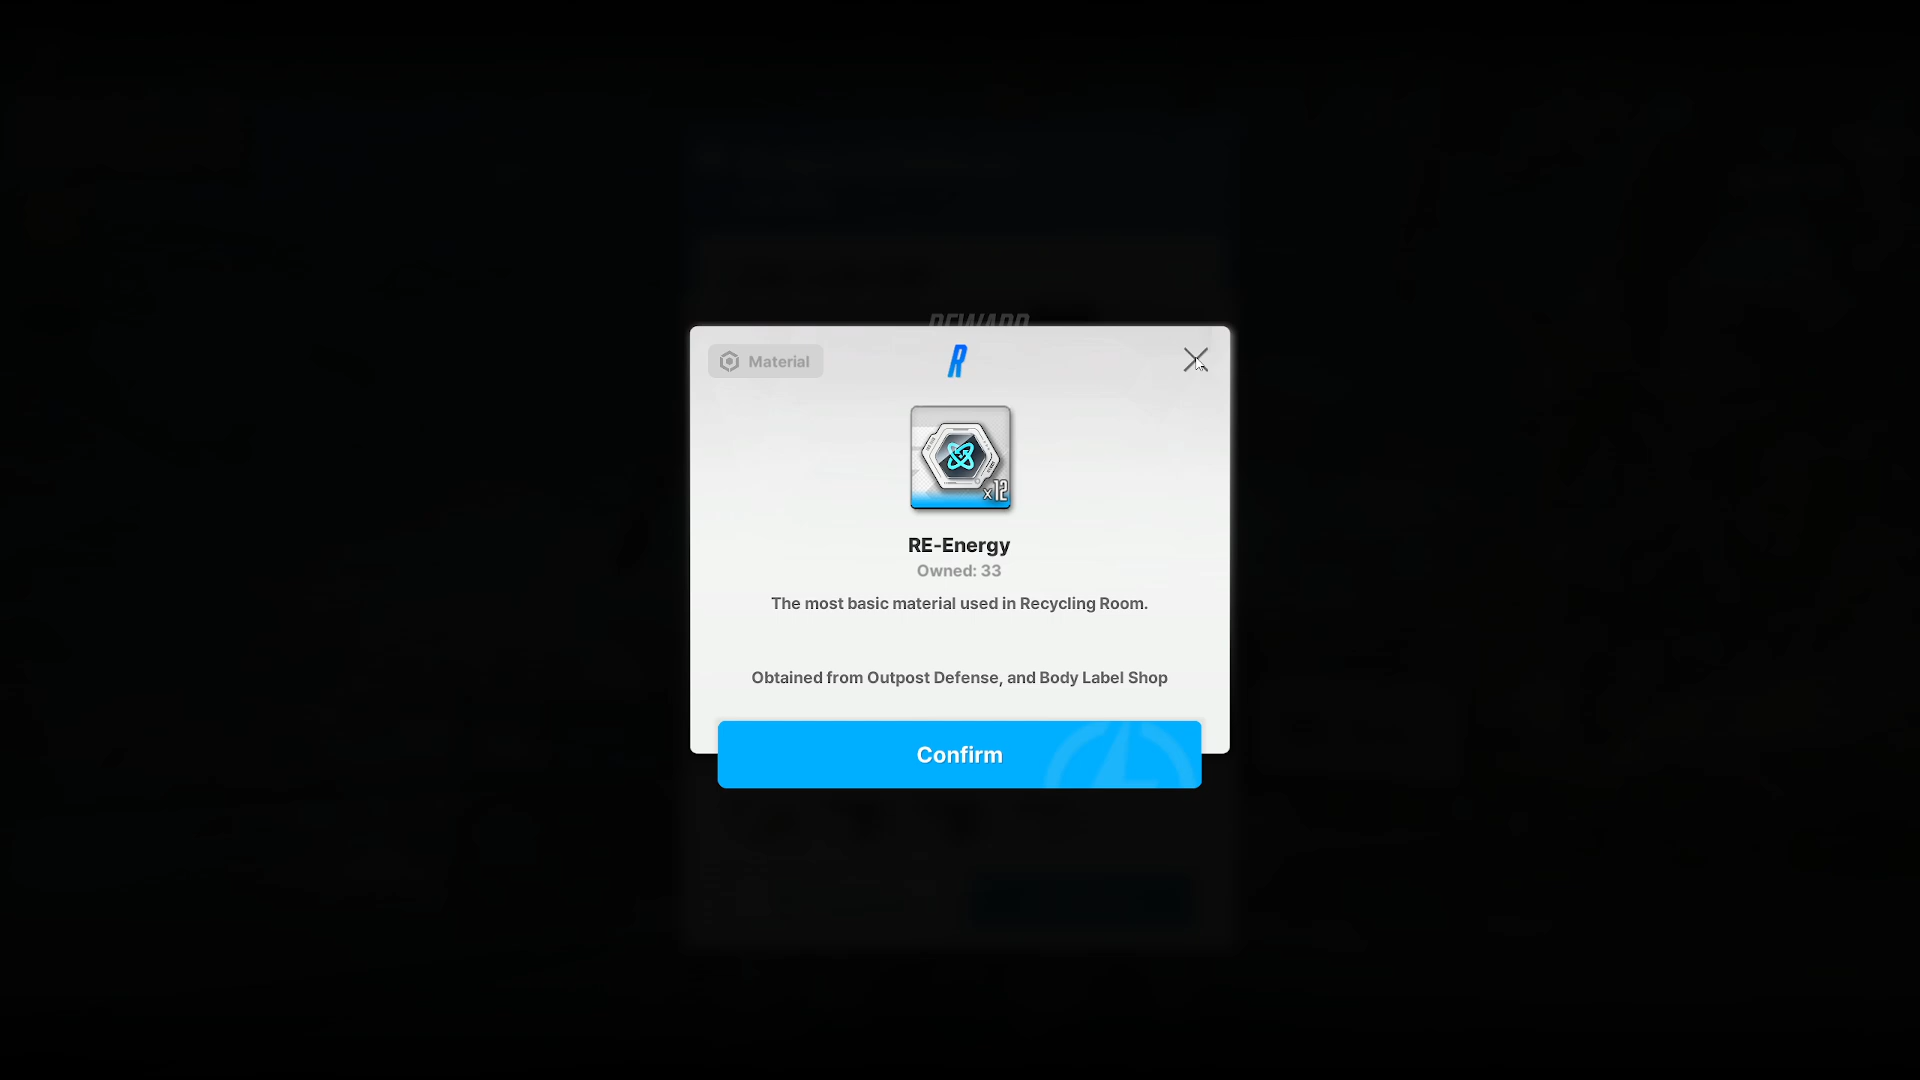 REWARD
Material
R
x12
RE-Energy
Owned: 33
The most basic material used in Recycling Room.
Obtained from Outpost Defense, and Body Label Shop
Confirm